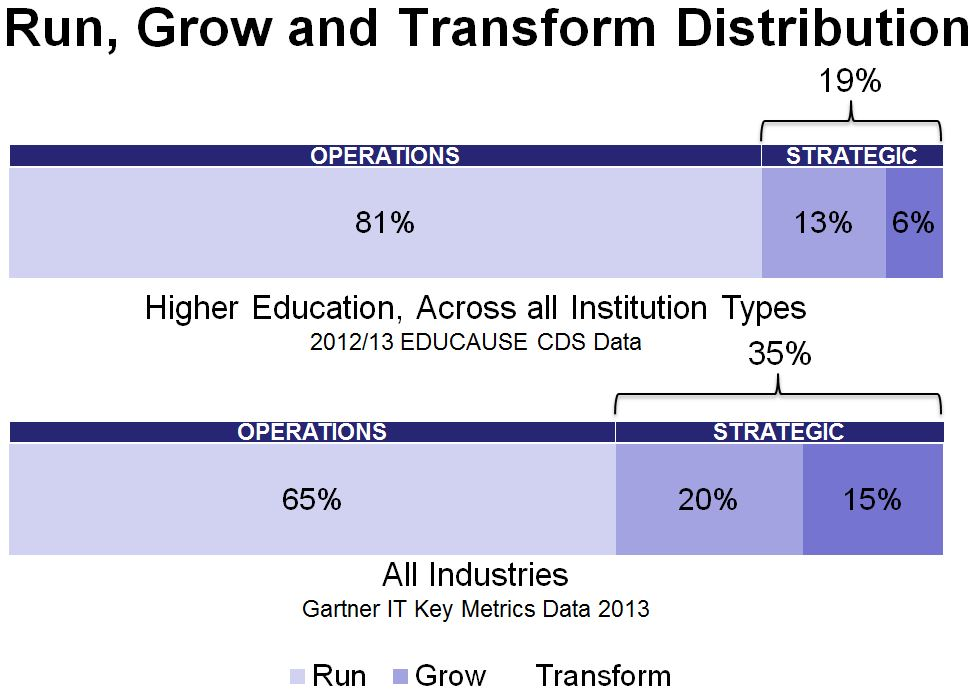 Run, Grow and Transform Distribution
19%
OPERATIONS STRATEGIC
81% 13% 6%
Higher Education, Across all Institution Types
2012/13 EDUCAUSE CDS Data
35%
OPERATIONS STRATEGIC
65% 20% 15%
All Industries
Gartner IT Key Metrics Data 2013
Run Grow Transform